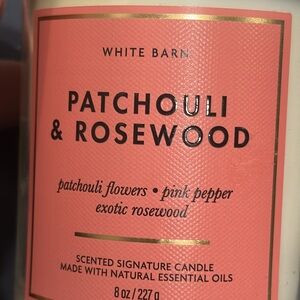 WHITE BARN
PATCHOULI
& ROSEWOOD
patchouli flowers • pink pepper
exotic rosewood
SCENTED SIGNATURE CANDLE
MADE WITH NATURAL ESSENTIAL OILS
8 oz / 227 g